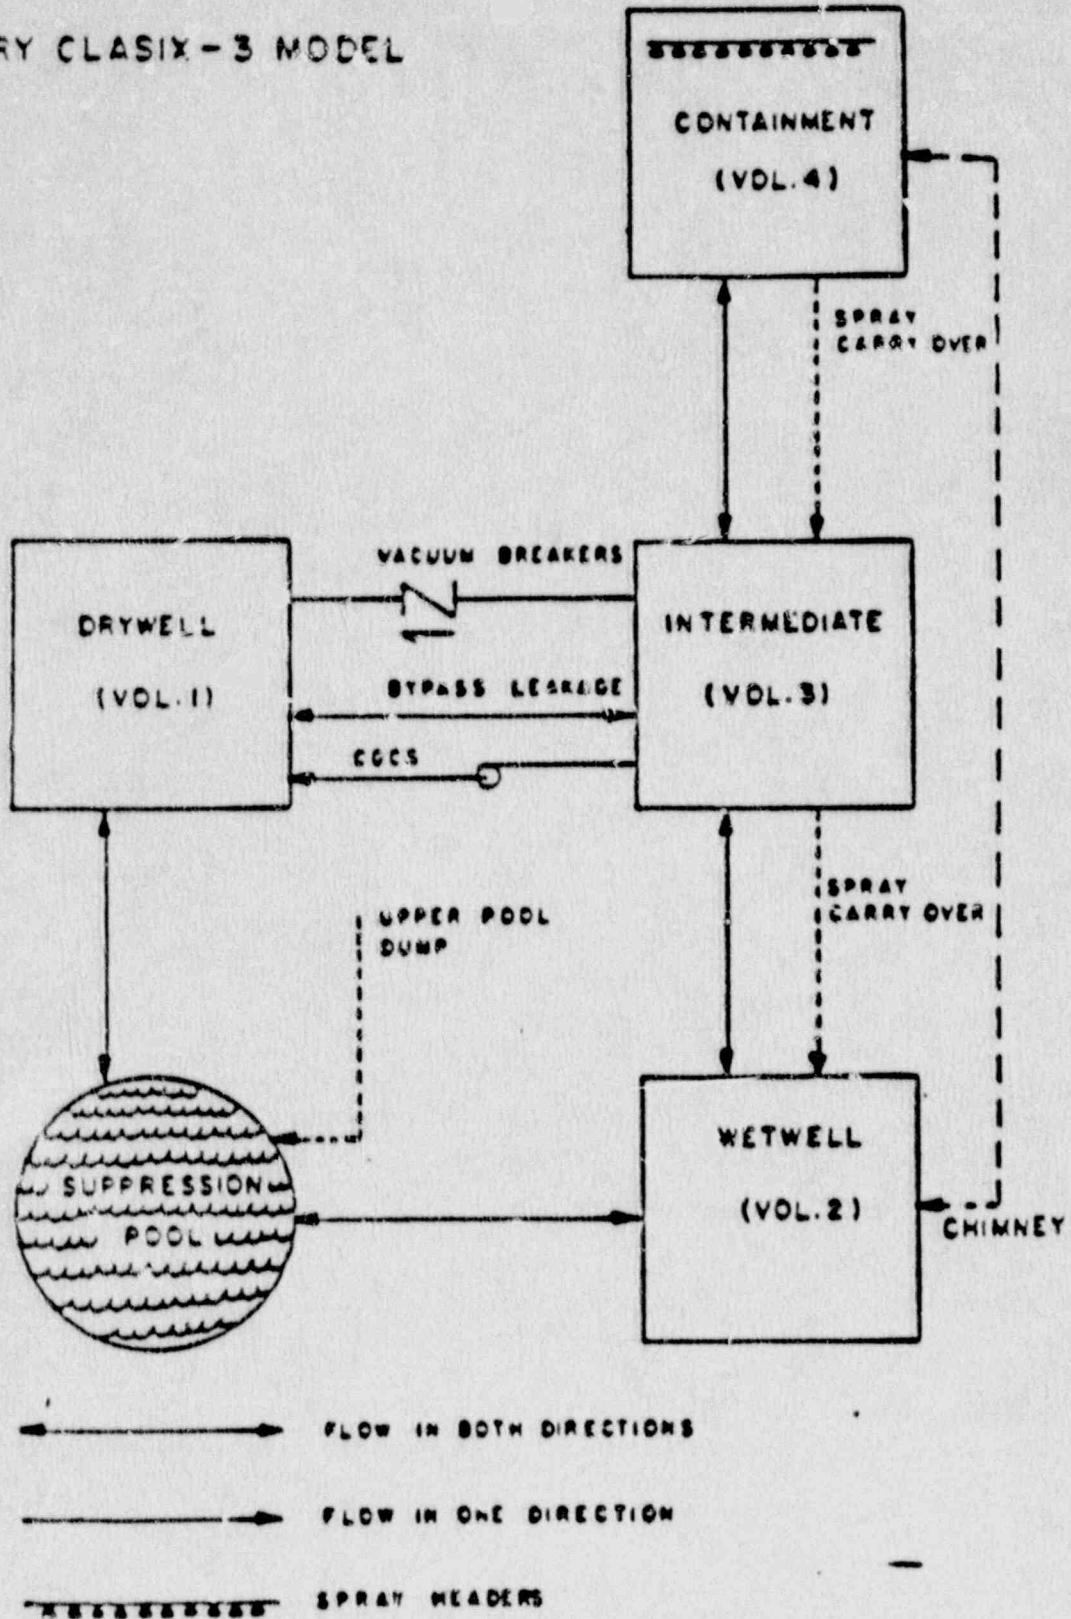 RY CLASIX-3 MODEL
CONTAINMENT
(VOL.4)
SPRAY
CARRY OVER
VACUUM BREAKERS
DRYWELL
(VOL.1)
INTERMEDIATE
(VOL.3)
BYPASS LEAKAGE
CGCS
UPPER POOL
DUMP
SPRAY
CARRY OVER
SUPPRESSION
POOL
WETWELL
(VOL.2)
CHIMNEY
FLOW IN BOTH DIRECTIONS
FLOW IN ONE DIRECTION
SPRAY HEADERS